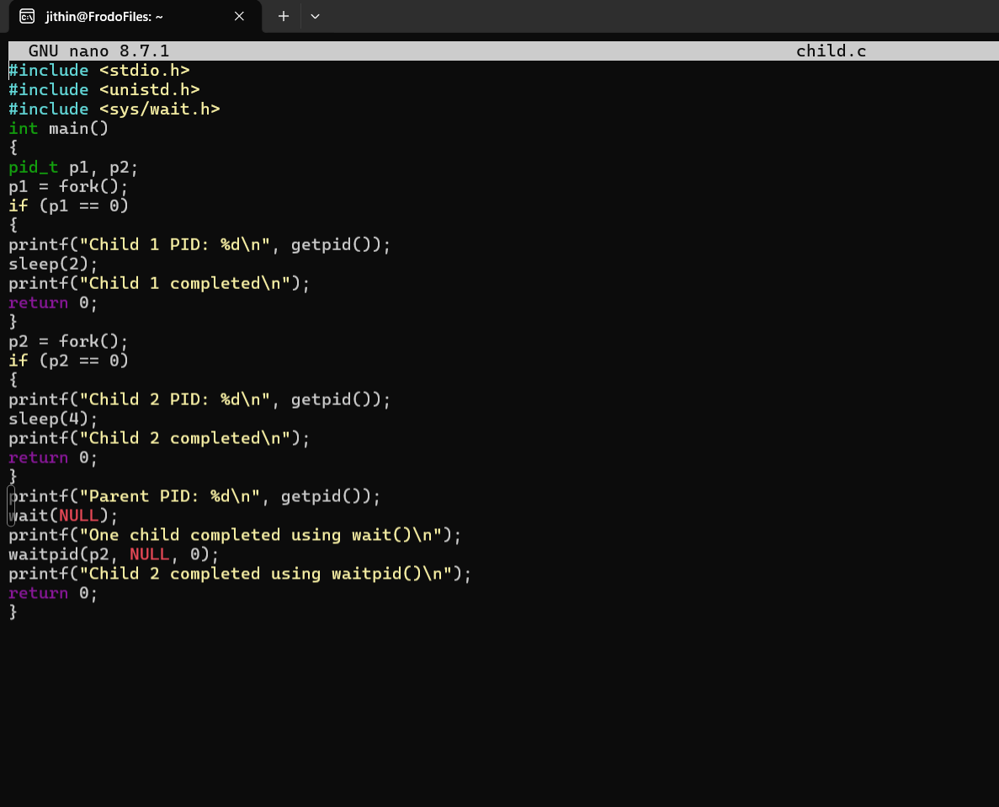 jithin@FrodoFiles: ~
GNU nano 8.7.1 child.c
#include <stdio.h>
#include <unistd.h>
#include <sys/wait.h>
int main()
{
pid_t p1, p2;
p1 = fork();
if (p1 == 0)
{
printf("Child 1 PID: %d\n", getpid());
sleep(2);
printf("Child 1 completed\n");
return 0;
}
p2 = fork();
if (p2 == 0)
{
printf("Child 2 PID: %d\n", getpid());
sleep(4);
printf("Child 2 completed\n");
return 0;
}
printf("Parent PID: %d\n", getpid());
wait(NULL);
printf("One child completed using wait()\n");
waitpid(p2, NULL, 0);
printf("Child 2 completed using waitpid()\n");
return 0;
}